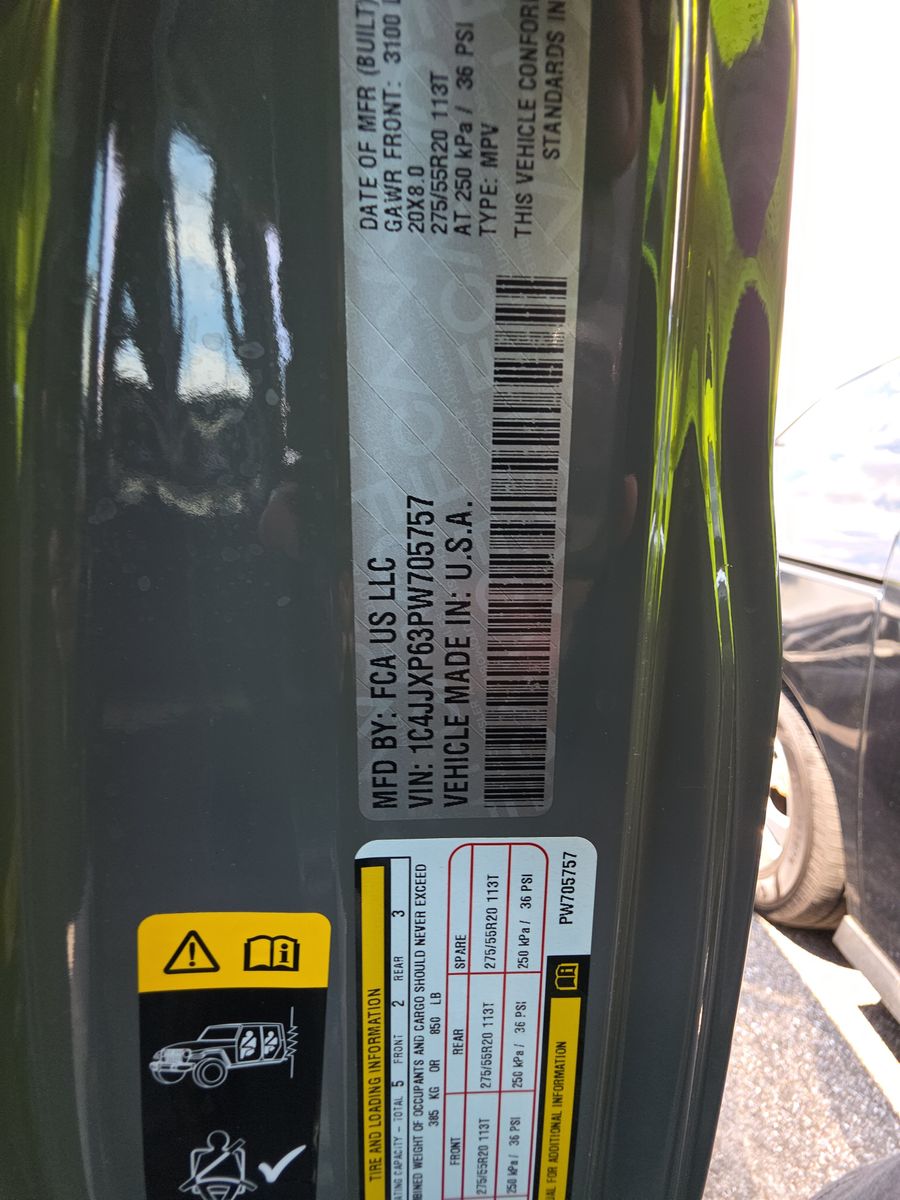 MFD BY: FCA US LLC
VIN: 1C4JJXP63PW705757
VEHICLE MADE IN: U.S.A.
DATE OF MFR (BUILT)
GAWR FRONT: 3100 L
20X8.0
275/55R20 113T
AT 250 kPa / 36 PSI
TYPE: MPV
THIS VEHICLE CONFOR
STANDARDS IN
TIRE AND LOADING INFORMATION
ATING CAPACITY - TOTAL 5 FRONT 2 REAR 3
BINED WEIGHT OF OCCUPANTS AND CARGO SHOULD NEVER EXCEED
385 KG OR 850 LB
FRONT REAR SPARE
275/55R20 113T 275/55R20 113T 275/55R20 113T
250 kPa / 36 PSI 250 kPa / 36 PSI 250 kPa / 36 PSI
AL FOR ADDITIONAL INFORMATION
PW705757